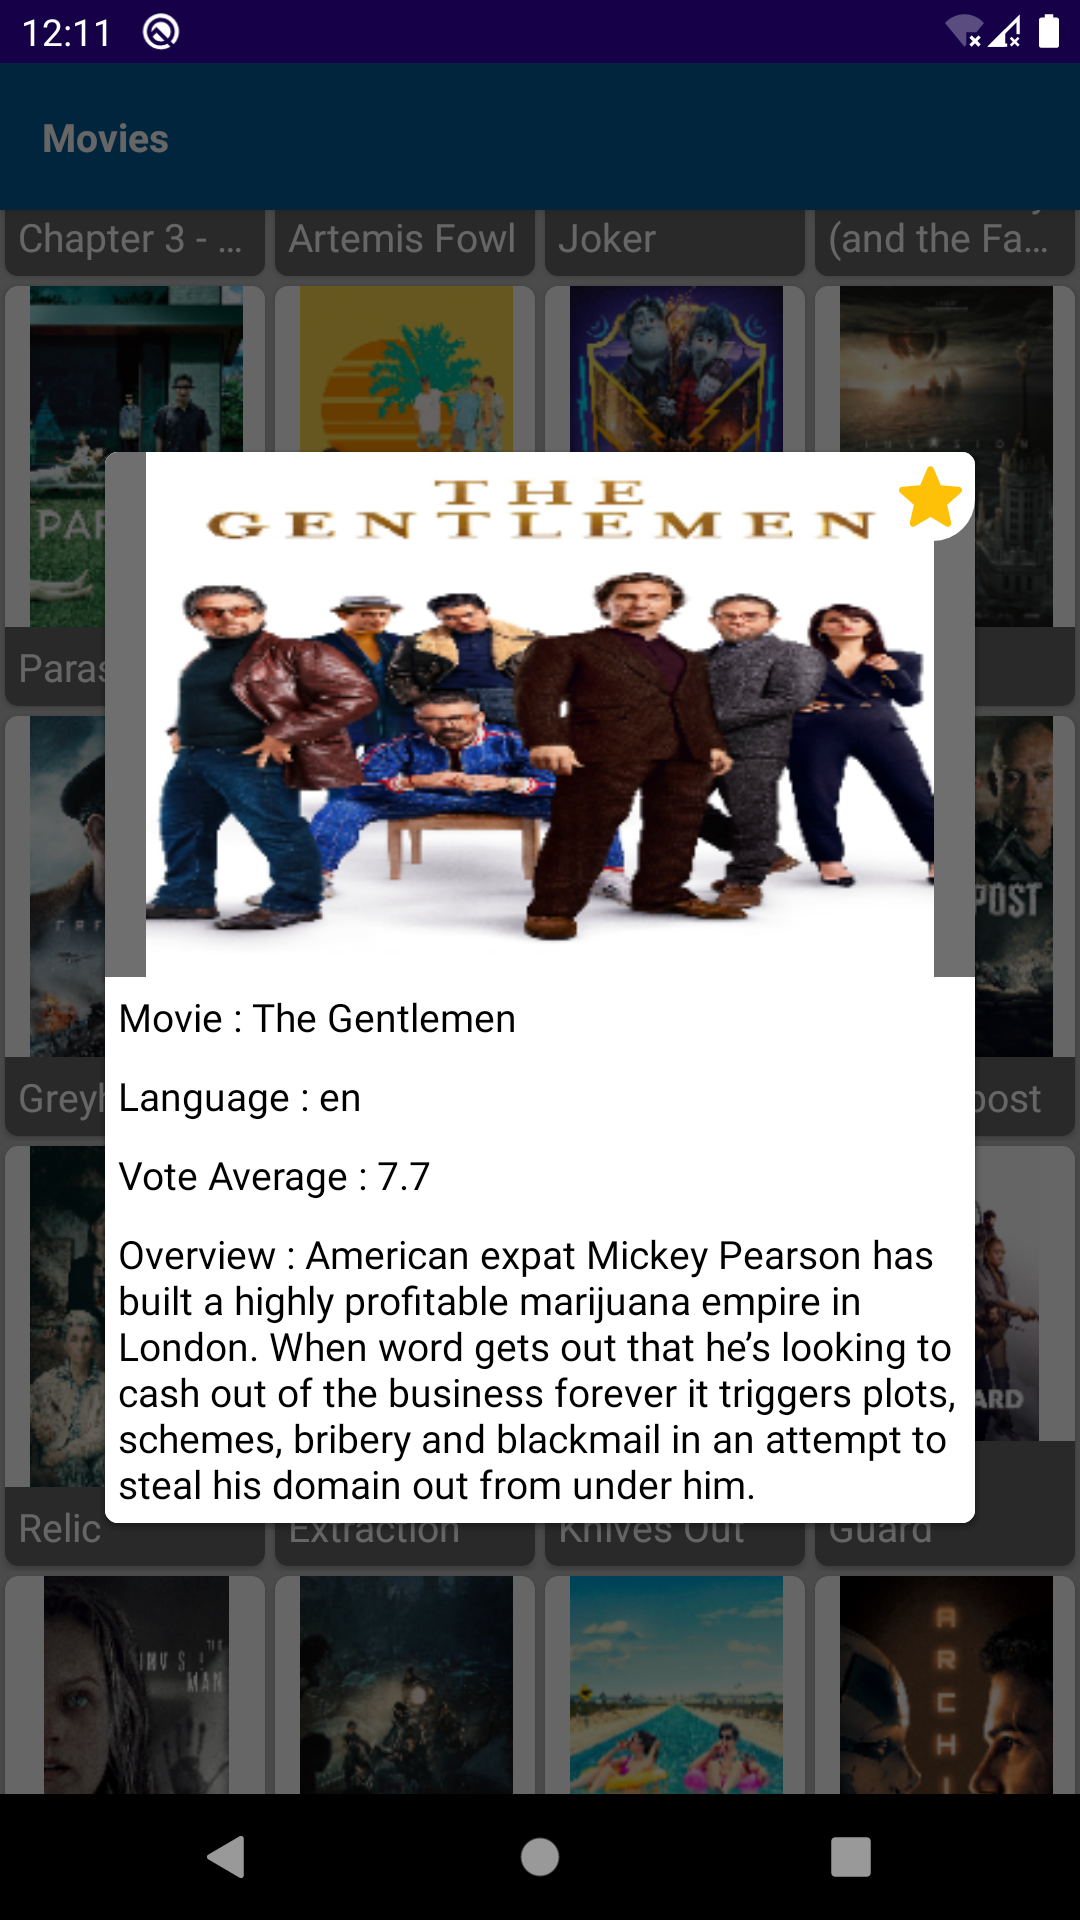 12:11
Movies
Chapter 3 - ...
Artemis Fowl
Joker
(and the Fa...
INVASION
PAR
THE
GENTLEMEN
Paras
POST
Movie : The Gentlemen
Language : en
Greyh
post
Vote Average : 7.7
Overview : American expat Mickey Pearson has
built a highly profitable marijuana empire in
London. When word gets out that he’s looking to
cash out of the business forever it triggers plots,
schemes, bribery and blackmail in an attempt to
steal his domain out from under him.
ARD
Relic
Extraction
Knives Out
Guard
THE
INVISI
MAN
ARCHI